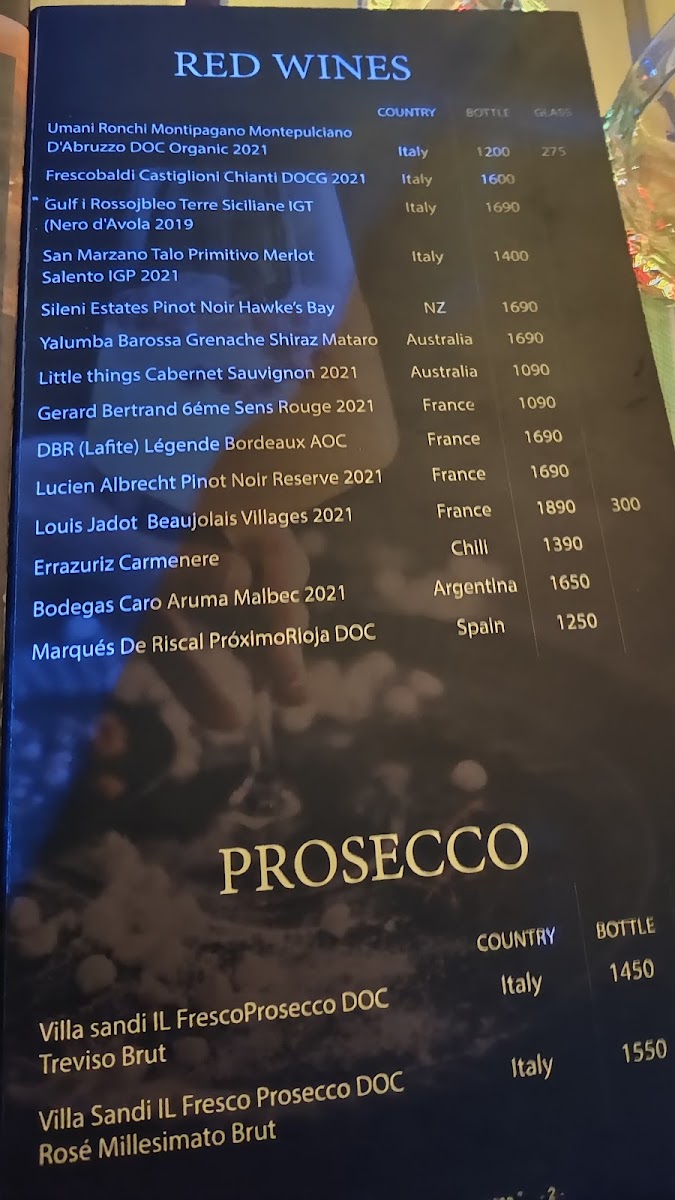 RED WINES
COUNTRY BOTTLE GLASS
Umani Ronchi Montipagano Montepulciano
D'Abruzzo DOC Organic 2021 Italy 1200 275
Frescobaldi Castiglioni Chianti DOCG 2021 Italy 1600
Gulf i Rossojbleo Terre Siciliane IGT Italy 1690
(Nero d'Avola 2019
San Marzano Talo Primitivo Merlot Italy 1400
Salento IGP 2021
Sileni Estates Pinot Noir Hawke's Bay NZ 1690
Yalumba Barossa Grenache Shiraz Mataro Australia 1690
Little things Cabernet Sauvignon 2021 Australia 1090
Gerard Bertrand 6éme Sens Rouge 2021 France 1090
DBR (Lafite) Légende Bordeaux AOC France 1690
Lucien Albrecht Pinot Noir Reserve 2021 France 1690
Louis Jadot Beaujolais Villages 2021 France 1890 300
Errazuriz Carmenere Chili 1390
Bodegas Caro Aruma Malbec 2021 Argentina 1650
Marqués De Riscal PróximoRioja DOC Spain 1250
PROSECCO
COUNTRY BOTTLE
Villa sandi IL FrescoProsecco DOC Italy 1450
Treviso Brut
Villa Sandi IL Fresco Prosecco DOC Italy 1550
Rosé Millesimato Brut
-2-